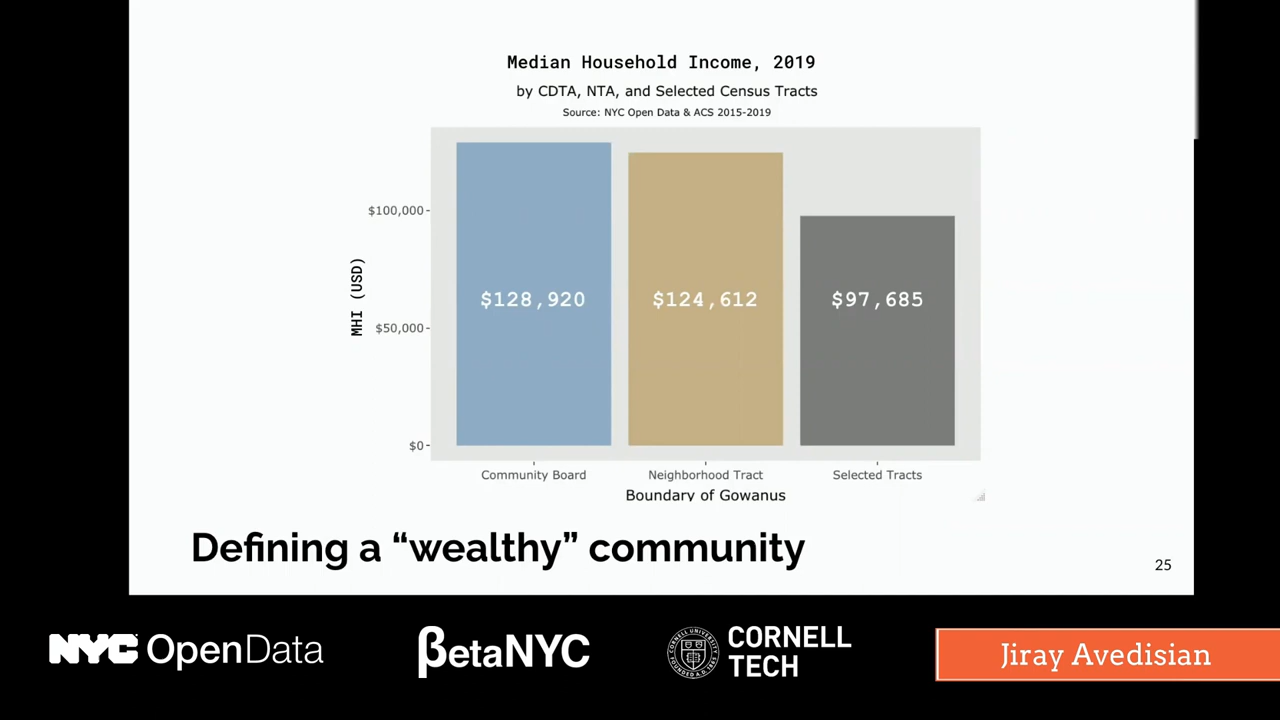 Median Household Income, 2019
by CDTA, NTA, and Selected Census Tracts
Source: NYC Open Data & ACS 2015-2019
MHI (USD)
$100,000
$50,000
$0
$128,920
$124,612
$97,685
Community Board
Neighborhood Tract
Selected Tracts
Boundary of Gowanus
Defining a “wealthy” community
25
NYC OpenData
βetaNYC
CORNELL
TECH
Jiray Avedisian